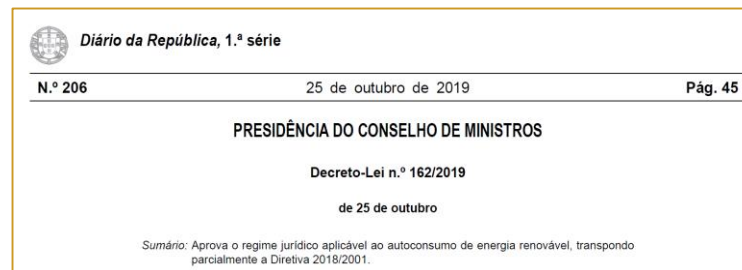 Diário da República, 1.ª série
N.º 206 25 de outubro de 2019 Pág. 45
PRESIDÊNCIA DO CONSELHO DE MINISTROS
Decreto-Lei n.º 162/2019
de 25 de outubro
Sumário: Aprova o regime jurídico aplicável ao autoconsumo de energia renovável, transpondo
parcialmente a Diretiva 2018/2001.